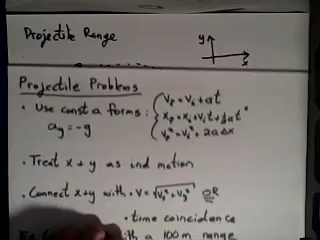 Projectile Range
y
x
Projectile Problems
• Use const a forms: { Vf = Vi + at
Xf = Xi + Vit + ½at²
ay = -g
Vf² = Vi² + 2aΔx
• Treat x + y as ind motion
• Connect x+y with • V = √Vx² + Vy² OR
• time coincidence
with a 100m range